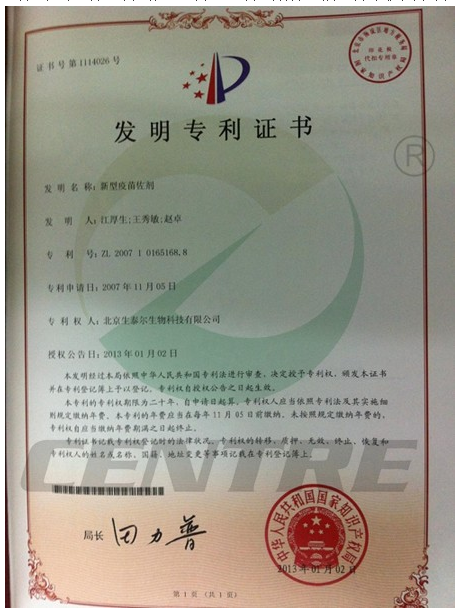 证书号第1114026号
发明专利证书
®
发明名称:新型疫苗佐剂
发明人:江厚生;王秀敏;赵卓
专利号:ZL 2007 1 0165168.8
专利申请日:2007年11月05日
专利权人:北京生泰尔生物科技有限公司
授权公告日:2013年01月02日
本发明经过本局依照中华人民共和国专利法进行审查,决定授予专利权,颁发本证书
并在专利登记簿上予以登记。专利权自授权公告之日起生效。
本专利的专利权期限为二十年,自申请日起算。专利权人应当依照专利法及其实施细
则规定缴纳年费。本专利的年费应当在每年11月05日前缴纳。未按照规定缴纳年费的,
专利权自应当缴纳年费期满之日起终止。
专利证书记载专利权登记时的法律状况。专利权的转移、质押、无效、终止、恢复和
专利权人的姓名或名称、国籍、地址变更等事项记载在专利登记簿上。
CENTRE
局长 田力普
中华人民共和国国家知识产权局
2013年01月02日
第1页(共1页)